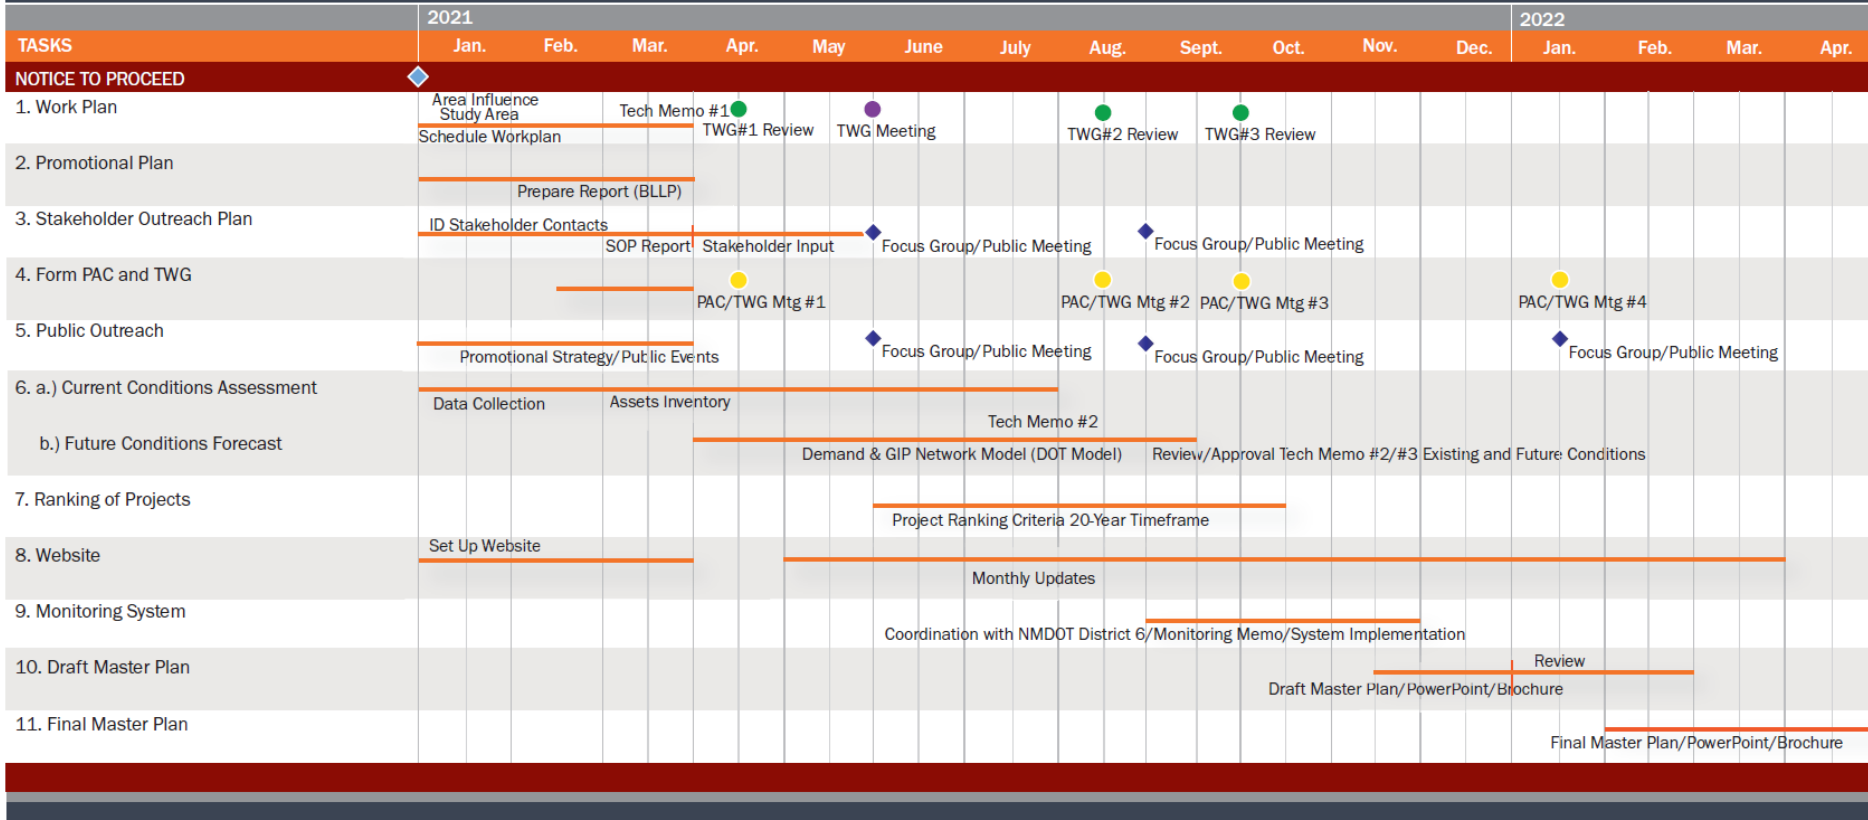 2021
2022
TASKS Jan. Feb. Mar. Apr. May June July Aug. Sept. Oct. Nov. Dec. Jan. Feb. Mar. Apr.
NOTICE TO PROCEED
1. Work Plan
Area Influence
Study Area
Schedule Workplan
Tech Memo #1
TWG#1 Review
TWG Meeting
TWG#2 Review
TWG#3 Review
2. Promotional Plan
Prepare Report (BLLP)
3. Stakeholder Outreach Plan
ID Stakeholder Contacts
SOP Report
Stakeholder Input
Focus Group/Public Meeting
Focus Group/Public Meeting
4. Form PAC and TWG
PAC/TWG Mtg #1
PAC/TWG Mtg #2
PAC/TWG Mtg #3
PAC/TWG Mtg #4
5. Public Outreach
Promotional Strategy/Public Events
Focus Group/Public Meeting
Focus Group/Public Meeting
Focus Group/Public Meeting
6. a.) Current Conditions Assessment
Data Collection
Assets Inventory
Tech Memo #2
b.) Future Conditions Forecast
Demand & GIP Network Model (DOT Model)
Review/Approval Tech Memo #2/#3 Existing and Future Conditions
7. Ranking of Projects
Project Ranking Criteria 20-Year Timeframe
8. Website
Set Up Website
Monthly Updates
9. Monitoring System
Coordination with NMDOT District 6/Monitoring Memo/System Implementation
10. Draft Master Plan
Review
Draft Master Plan/PowerPoint/Brochure
11. Final Master Plan
Final Master Plan/PowerPoint/Brochure